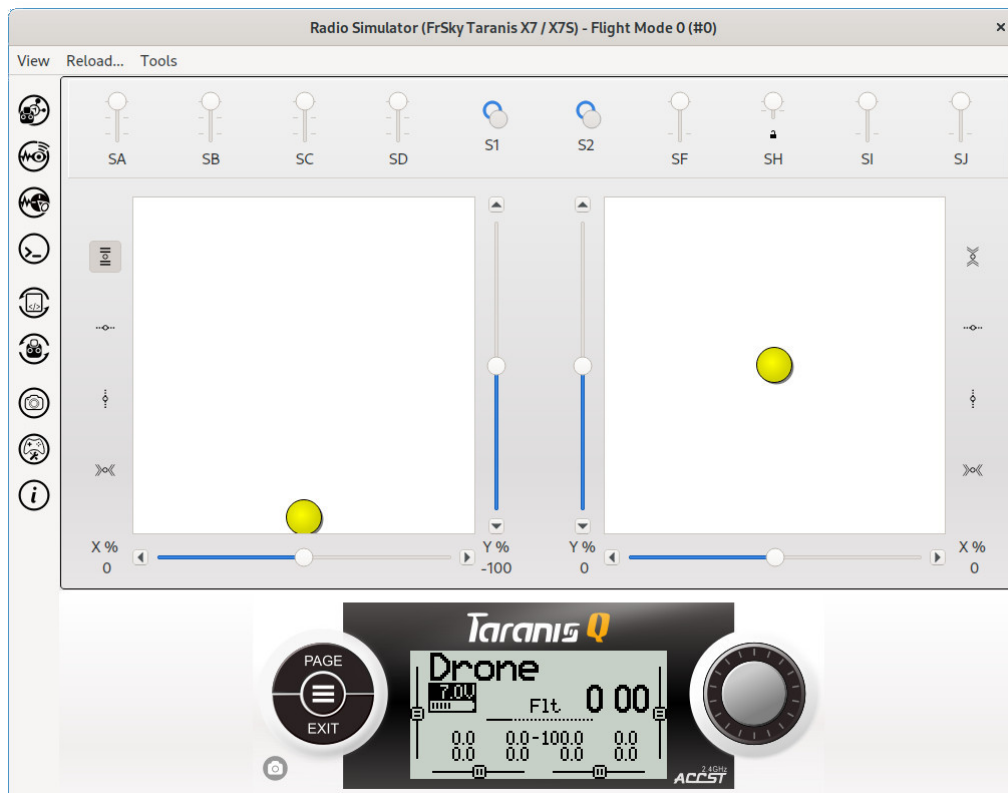 Radio Simulator (FrSky Taranis X7 / X7S) - Flight Mode 0 (#0)
View Reload... Tools
SA SB SC SD S1 S2 SF SH SI SJ
X % Y % Y % X %
0 -100 0 0
Taranis Q
PAGE
EXIT
Drone
7.0V
Flt 0 00
0.0 0.0 -100.0 0.0
0.0 0.0 0.0 0.0
2.4GHz
ACCST